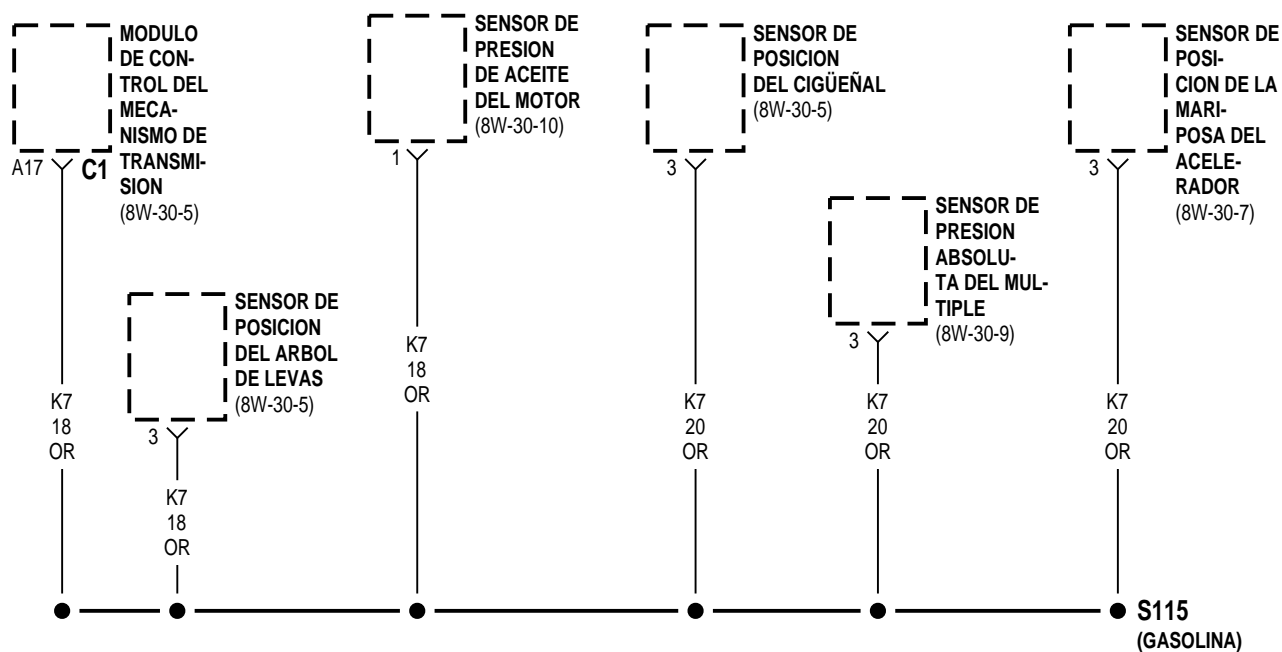 MODULO
DE CON-
TROL DEL
MECA-
NISMO DE
TRANSMI-
SION
(8W-30-5)
A17
C1
K7
18
OR
SENSOR DE
POSICION
DEL ARBOL
DE LEVAS
(8W-30-5)
3
K7
18
OR
SENSOR DE
PRESION
DE ACEITE
DEL MOTOR
(8W-30-10)
1
K7
18
OR
SENSOR DE
POSICION
DEL CIGÜEÑAL
(8W-30-5)
3
K7
20
OR
SENSOR DE
PRESION
ABSOLU-
TA DEL MUL-
TIPLE
(8W-30-9)
3
K7
20
OR
SENSOR DE
POSI-
CION DE LA
MARI-
POSA DEL
ACELE-
RADOR
(8W-30-7)
3
K7
20
OR
S115
(GASOLINA)